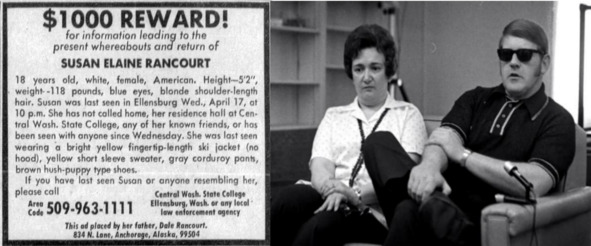 $1000 REWARD!
for information leading to the
present whereabouts and return of
SUSAN ELAINE RANCOURT
18 years old, white, female, American. Height—5'2",
weight--118 pounds, blue eyes, blonde shoulder-length
hair. Susan was last seen in Ellensburg Wed., April 17, at
10 p.m. She has not called home, her residence hall at Cen-
tral Wash. State College, any of her known friends, or has
been seen with anyone since Wednesday. She was last seen
wearing a bright yellow fingertip-length ski jacket (no
hood), yellow short sleeve sweater, gray corduroy pants,
brown hush-puppy type shoes.
If you have last seen Susan or anyone resembling her,
please call
Area Code 509-963-1111
Central Wash. State College
Ellensburg, Wash. or any local
law enforcement agency
This ad placed by her father, Dale Rancourt.
834 N. Lane, Anchorage, Alaska, 99504